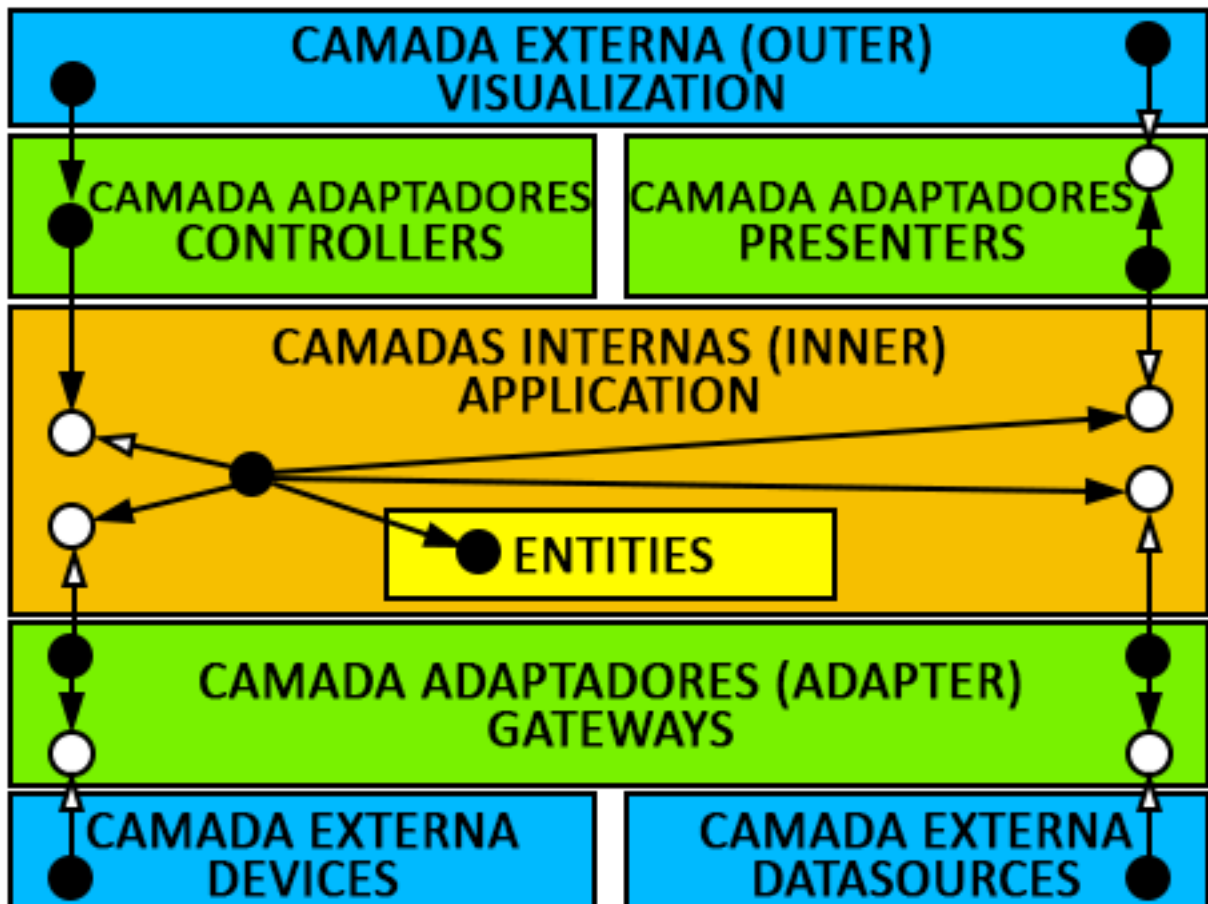 CAMADA EXTERNA (OUTER)
VISUALIZATION
CAMADA ADAPTADORES
CONTROLLERS
CAMADA ADAPTADORES
PRESENTERS
CAMADAS INTERNAS (INNER)
APPLICATION
ENTITIES
CAMADA ADAPTADORES (ADAPTER)
GATEWAYS
CAMADA EXTERNA
DEVICES
CAMADA EXTERNA
DATASOURCES